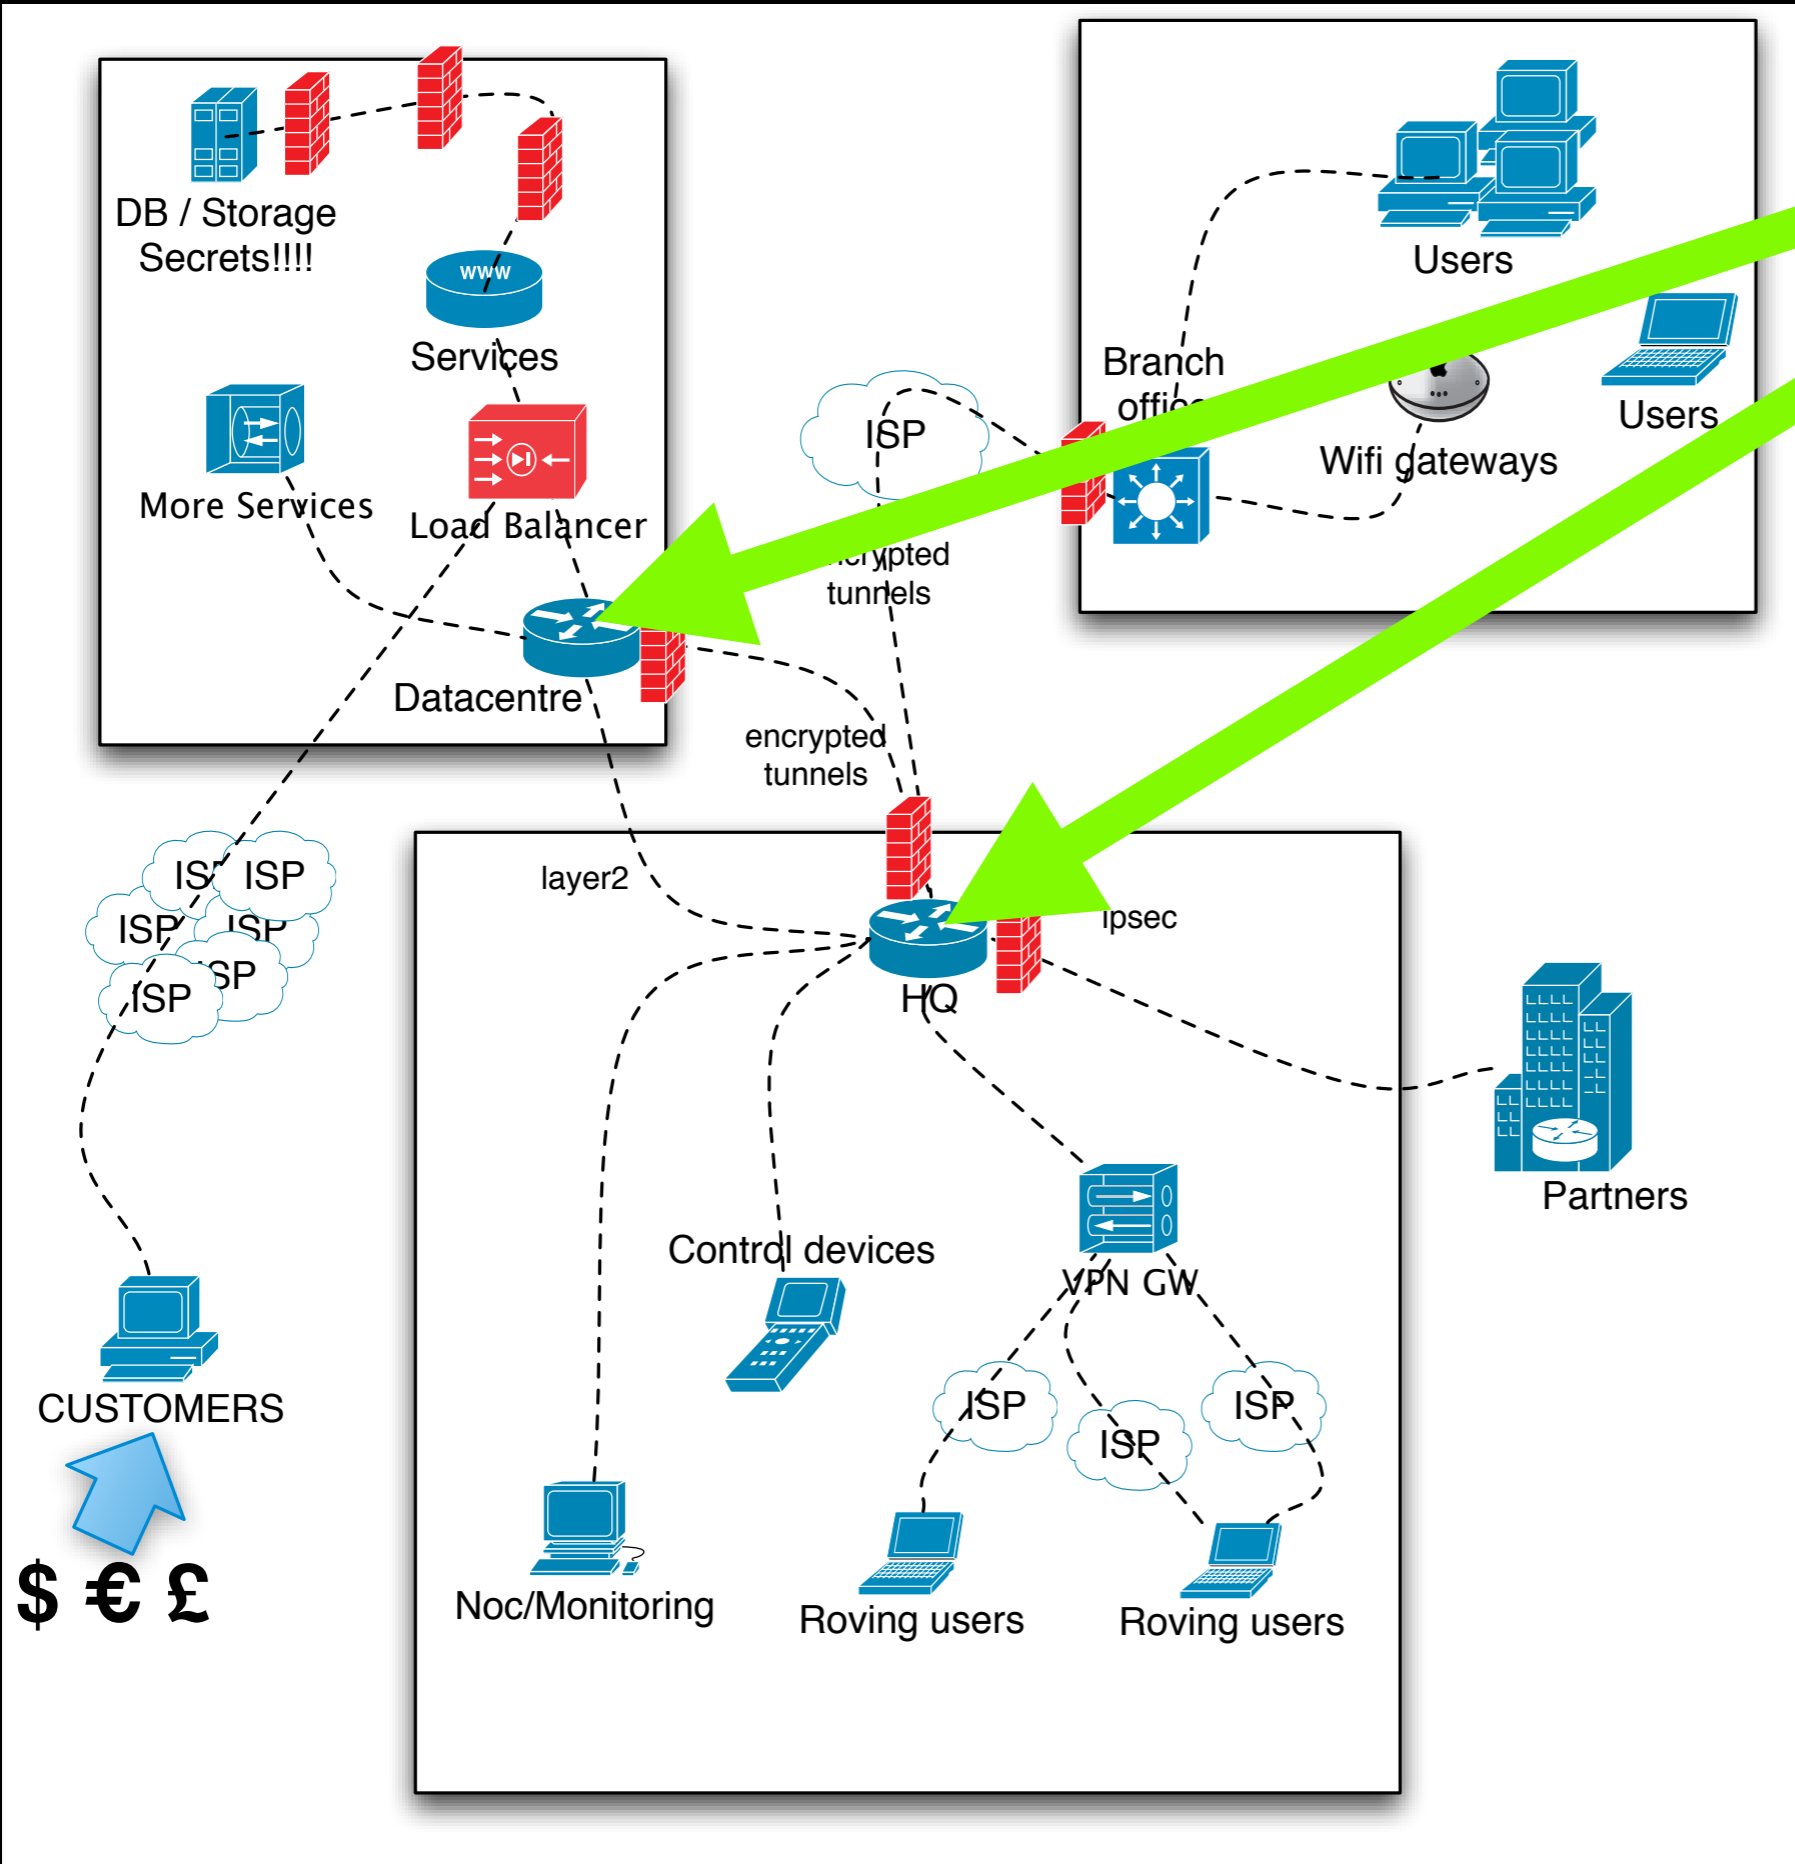 DB / Storage
Secrets!!!!
WWW
Services
More Services
Load Balancer
Datacentre
Users
Branch
Users
Wifi gateways
ISP
tunnels
encrypted
tunnels
layer2
ipsec
HQ
ISP
ISP
ISP
ISP
ISP
Partners
Control devices
VPN GW
ISP
ISP
ISP
CUSTOMERS
$ € £
Noc/Monitoring
Roving users
Roving users